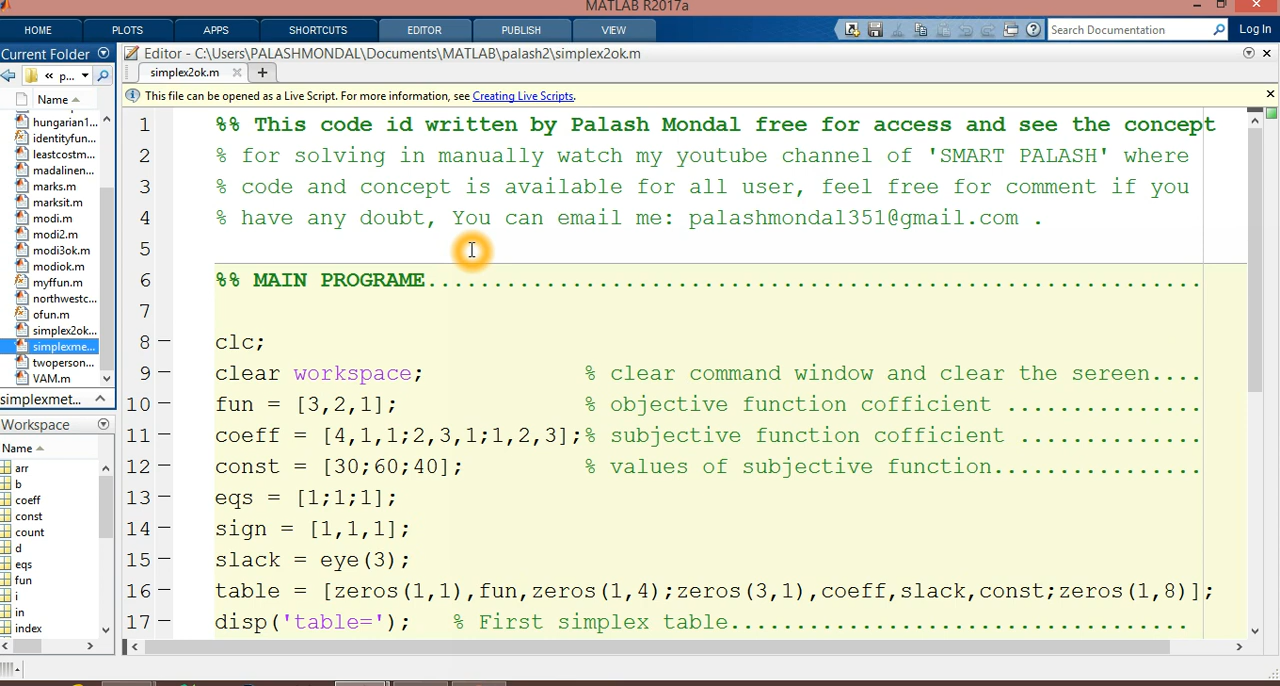 MATLAB R2017a
HOME PLOTS APPS SHORTCUTS EDITOR PUBLISH VIEW Search Documentation Log In
Current Folder
Editor - C:\Users\PALASHMONDAL\Documents\MATLAB\palash2\simplex2ok.m
« p...
simplex2ok.m × +
Name
This file can be opened as a Live Script. For more information, see Creating Live Scripts.
hungarian1...
identityfun...
leastcostm...
madalinen...
marks.m
marksit.m
modi.m
modi2.m
modi3ok.m
modiok.m
myffun.m
northwestc...
ofun.m
simplex2ok...
simplexme...
twoperson...
VAM.m
simplexmet...
Workspace
Name
arr
b
coeff
const
count
d
eqs
fun
i
in
index
1 %% This code id written by Palash Mondal free for access and see the concept
2 % for solving in manually watch my youtube channel of 'SMART PALASH' where
3 % code and concept is available for all user, feel free for comment if you
4 % have any doubt, You can email me: palashmondal351@gmail.com .
5
6 %% MAIN PROGRAME...........................................................
7
8 clc;
9 clear workspace; % clear command window and clear the sereen....
10 fun = [3,2,1]; % objective function cofficient ...............
11 coeff = [4,1,1;2,3,1;1,2,3];% subjective function cofficient ..............
12 const = [30;60;40]; % values of subjective function................
13 eqs = [1;1;1];
14 sign = [1,1,1];
15 slack = eye(3);
16 table = [zeros(1,1),fun,zeros(1,4);zeros(3,1),coeff,slack,const;zeros(1,8)];
17 disp('table='); % First simplex table...................................